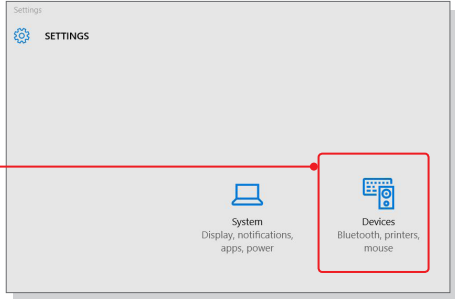 Settings
SETTINGS
System
Display, notifications,
apps, power
Devices
Bluetooth, printers,
mouse